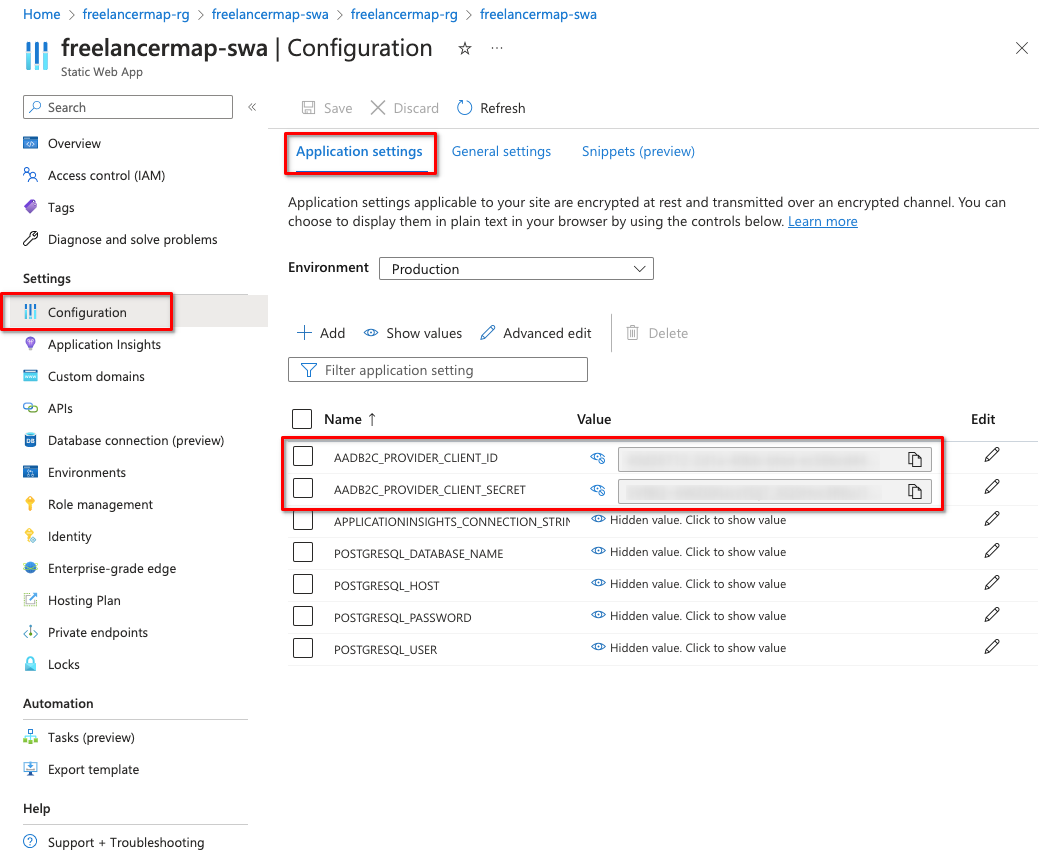 Home > freelancermap-rg > freelancermap-swa > freelancermap-rg > freelancermap-swa
freelancermap-swa | Configuration
Static Web App
Search
Save Discard Refresh
Overview
Access control (IAM)
Tags
Diagnose and solve problems
Settings
Configuration
Application Insights
Custom domains
APIs
Database connection (preview)
Environments
Role management
Identity
Enterprise-grade edge
Hosting Plan
Private endpoints
Locks
Automation
Tasks (preview)
Export template
Help
Support + Troubleshooting
Application settings General settings Snippets (preview)
Application settings applicable to your site are encrypted at rest and transmitted over an encrypted channel. You can
choose to display them in plain text in your browser by using the controls below. Learn more
Environment Production
Add Show values Advanced edit Delete
Filter application setting
Name ↑ Value Edit
AADB2C_PROVIDER_CLIENT_ID
AADB2C_PROVIDER_CLIENT_SECRET
APPLICATIONINSIGHTS_CONNECTION_STRIN Hidden value. Click to show value
POSTGRESQL_DATABASE_NAME Hidden value. Click to show value
POSTGRESQL_HOST Hidden value. Click to show value
POSTGRESQL_PASSWORD Hidden value. Click to show value
POSTGRESQL_USER Hidden value. Click to show value